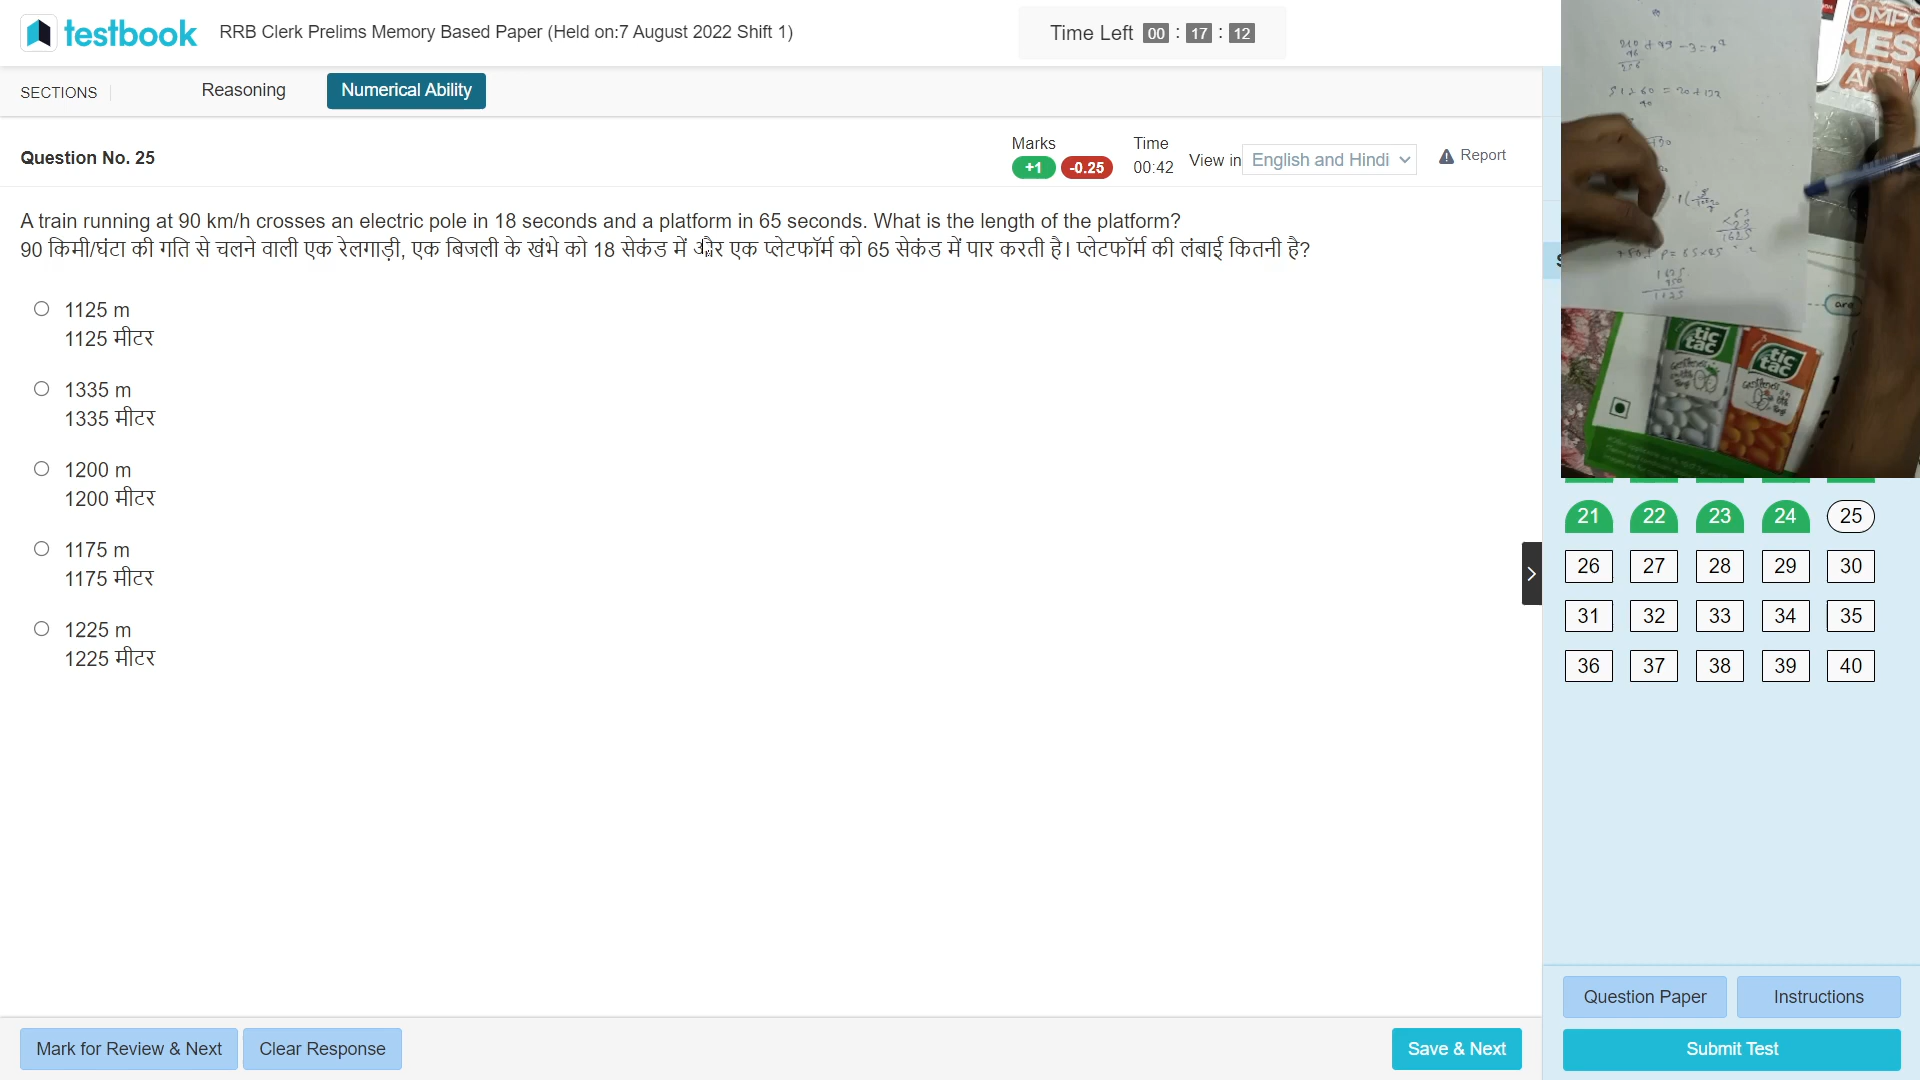 testbook
RRB Clerk Prelims Memory Based Paper (Held on:7 August 2022 Shift 1)
Time Left 00 : 17 : 12
SECTIONS
Reasoning
Numerical Ability
Question No. 25
Marks
+1 -0.25
Time
00:42
View in English and Hindi
Report
A train running at 90 km/h crosses an electric pole in 18 seconds and a platform in 65 seconds. What is the length of the platform?
90 किमी/घंटा की गति से चलने वाली एक रेलगाड़ी, एक बिजली के खंभे को 18 सेकंड में और एक प्लेटफॉर्म को 65 सेकंड में पार करती है। प्लेटफॉर्म की लंबाई कितनी है?
1125 m
1125 मीटर
1335 m
1335 मीटर
1200 m
1200 मीटर
1175 m
1175 मीटर
1225 m
1225 मीटर
tic tac
tic tac
21 22 23 24 25
26 27 28 29 30
31 32 33 34 35
36 37 38 39 40
Question Paper
Instructions
Mark for Review & Next
Clear Response
Save & Next
Submit Test